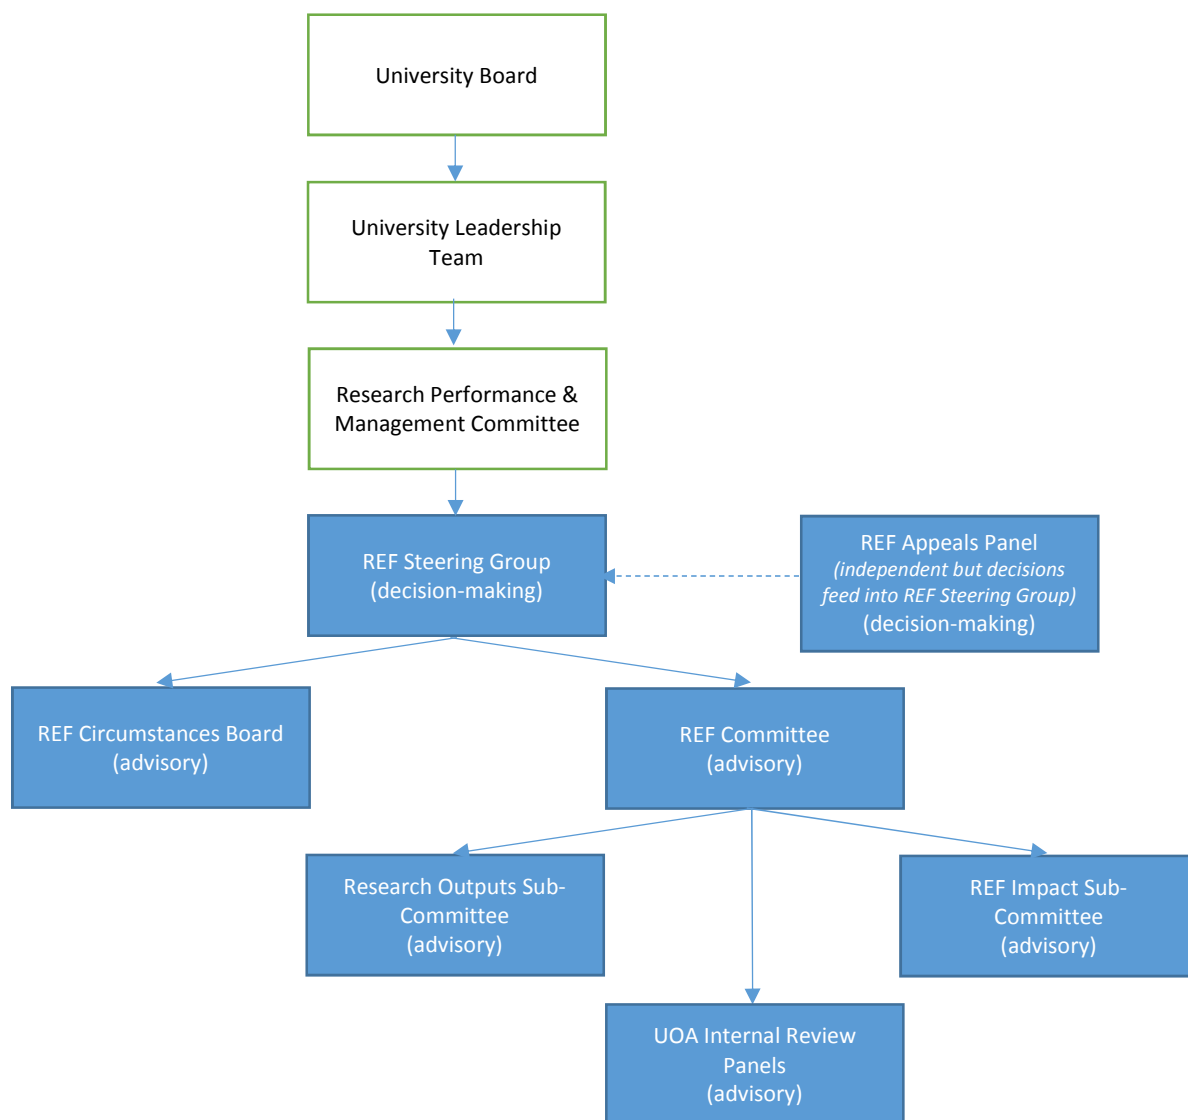 University Board
University Leadership
Team
Research Performance &
Management Committee
REF Steering Group
(decision-making)
REF Appeals Panel
(independent but decisions
feed into REF Steering Group)
(decision-making)
REF Circumstances Board
(advisory)
REF Committee
(advisory)
Research Outputs Sub-
Committee
(advisory)
REF Impact Sub-
Committee
(advisory)
UOA Internal Review
Panels
(advisory)